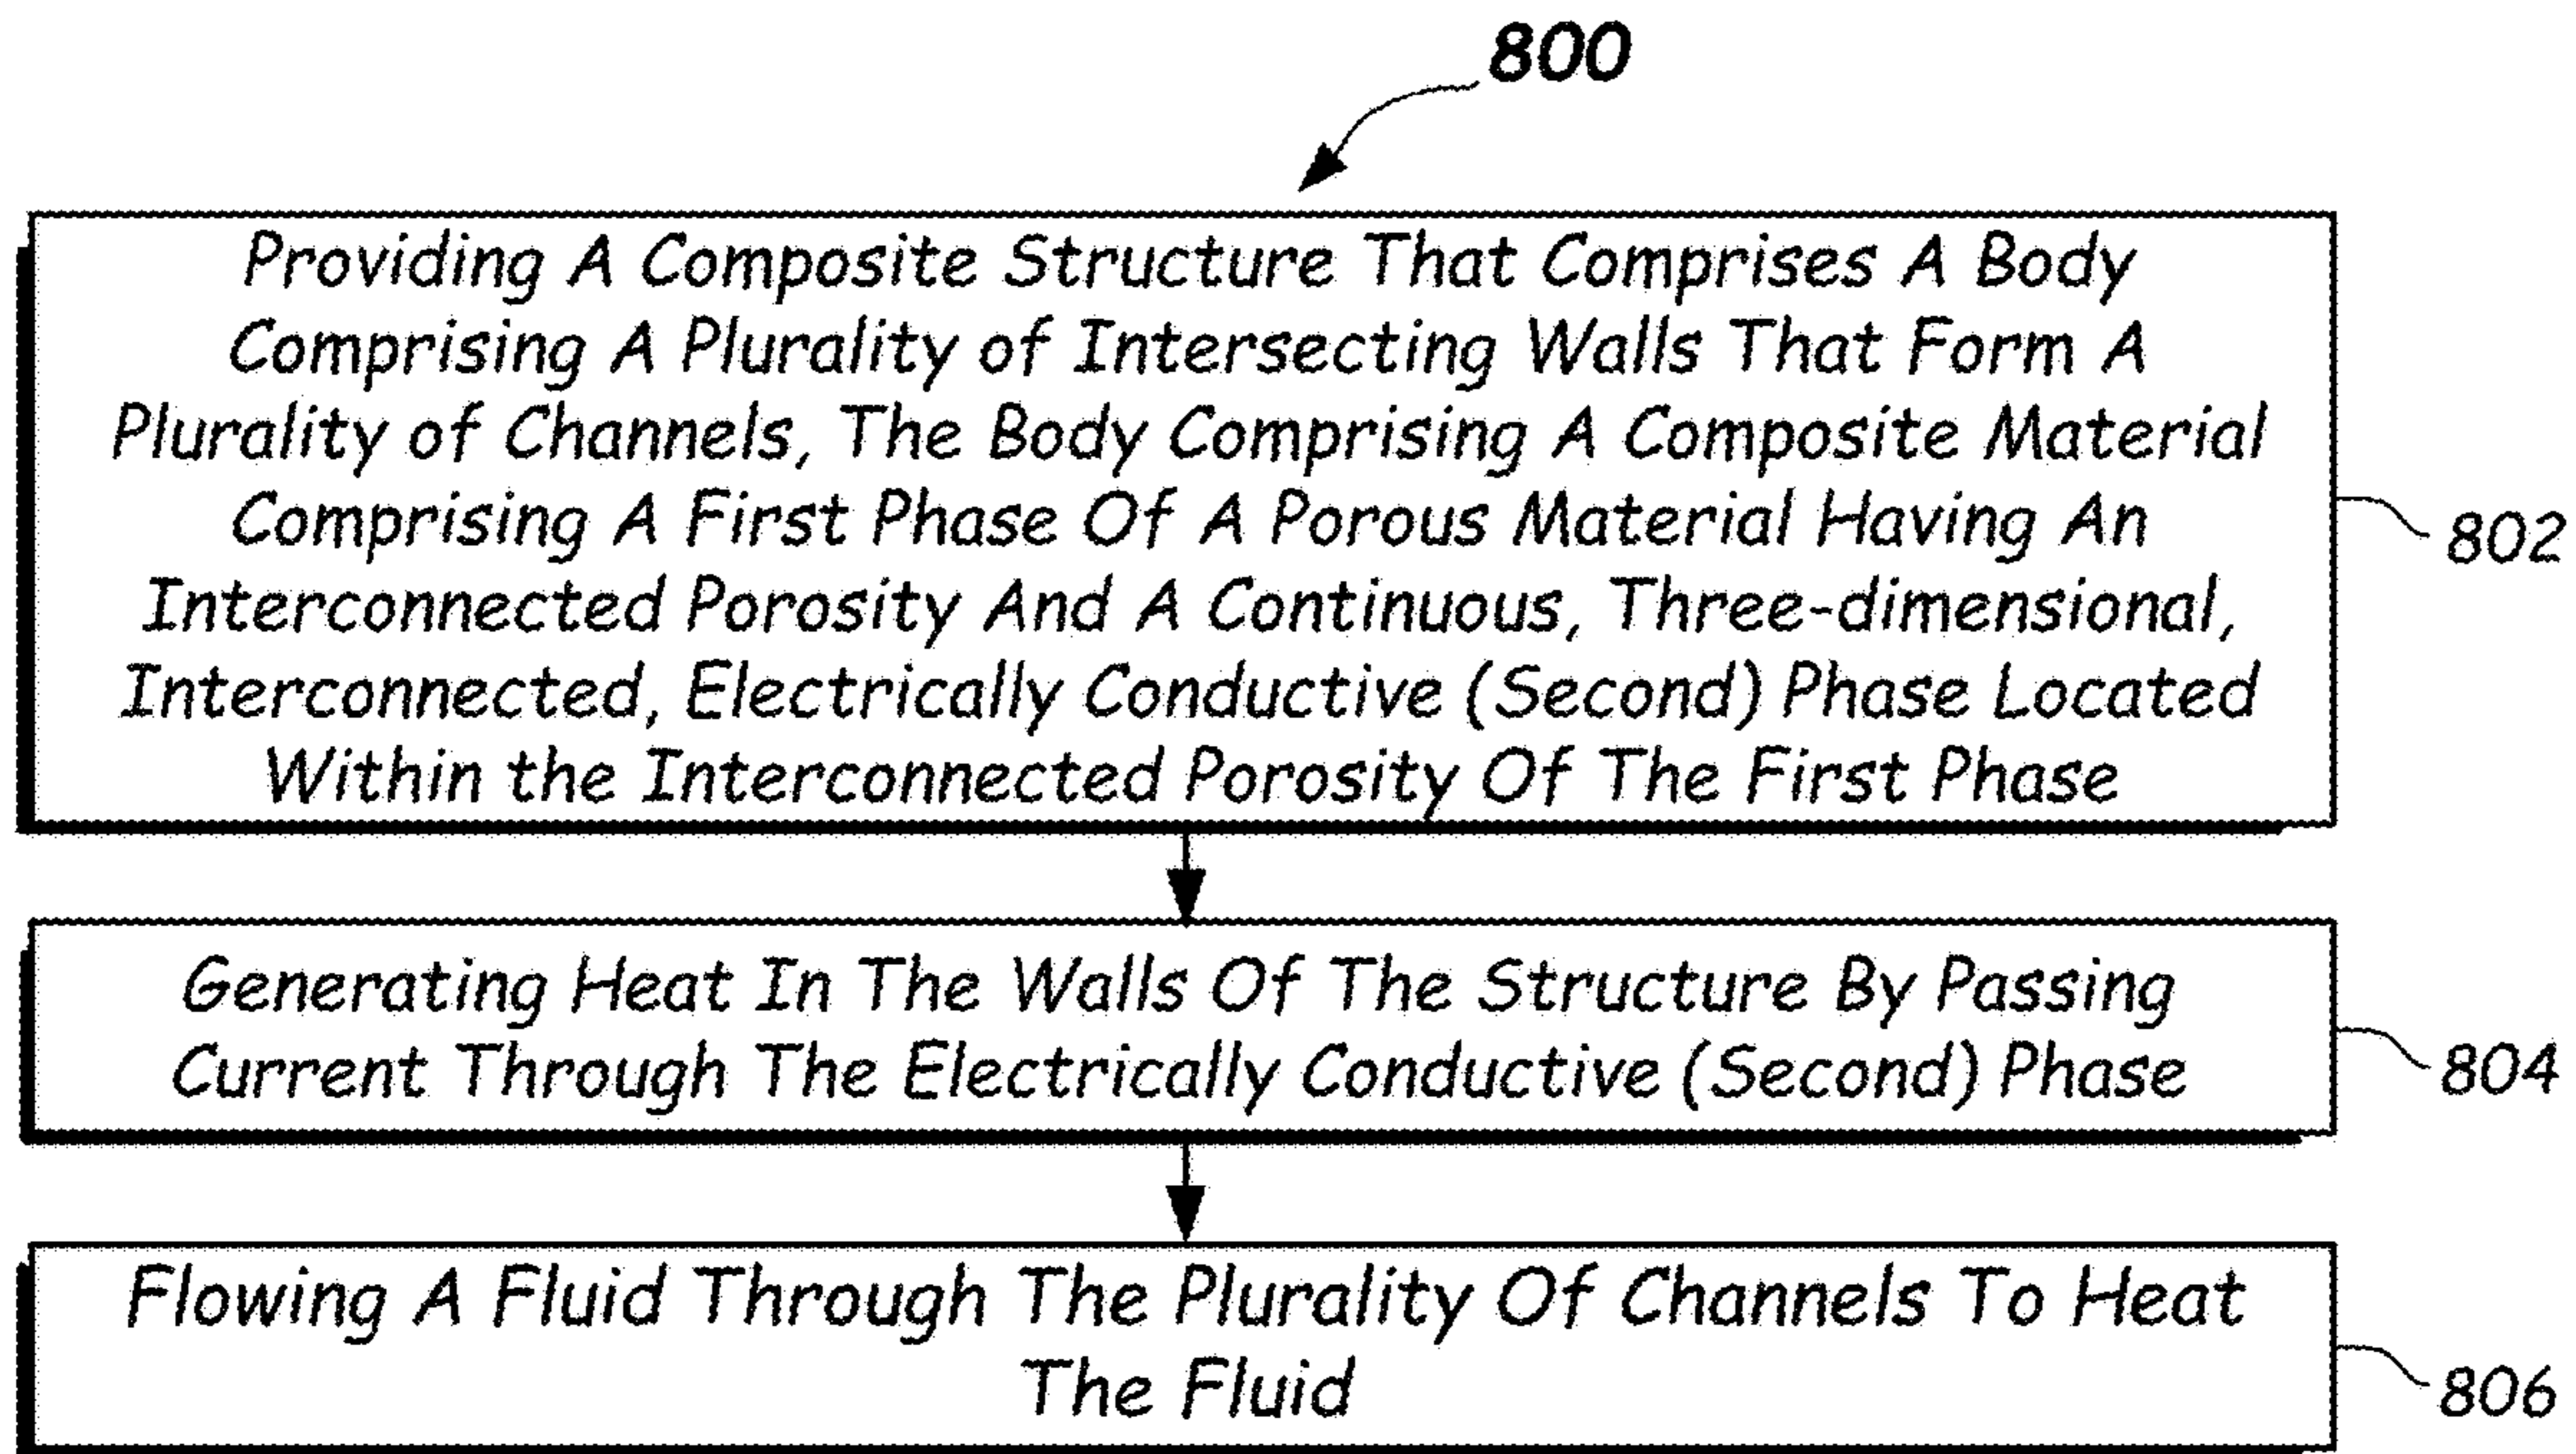 800
Providing A Composite Structure That Comprises A Body
Comprising A Plurality of Intersecting Walls That Form A
Plurality of Channels, The Body Comprising A Composite Material
Comprising A First Phase Of A Porous Material Having An
Interconnected Porosity And A Continuous, Three-dimensional,
Interconnected, Electrically Conductive (Second) Phase Located
Within the Interconnected Porosity Of The First Phase
802
Generating Heat In The Walls Of The Structure By Passing
Current Through The Electrically Conductive (Second) Phase
804
Flowing A Fluid Through The Plurality Of Channels To Heat
The Fluid
806